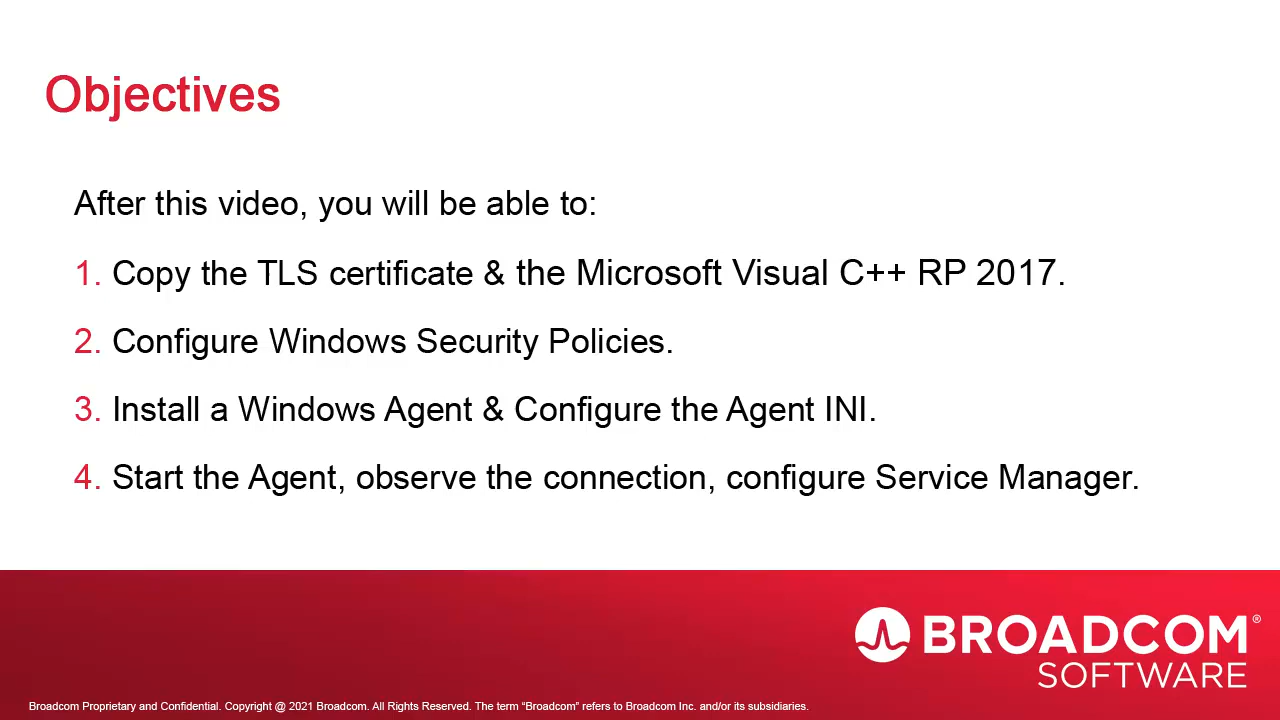 Objectives
After this video, you will be able to:
1. Copy the TLS certificate & the Microsoft Visual C++ RP 2017.
2. Configure Windows Security Policies.
3. Install a Windows Agent & Configure the Agent INI.
4. Start the Agent, observe the connection, configure Service Manager.
BROADCOM®
SOFTWARE
Broadcom Proprietary and Confidential. Copyright @ 2021 Broadcom. All Rights Reserved. The term “Broadcom” refers to Broadcom Inc. and/or its subsidiaries.